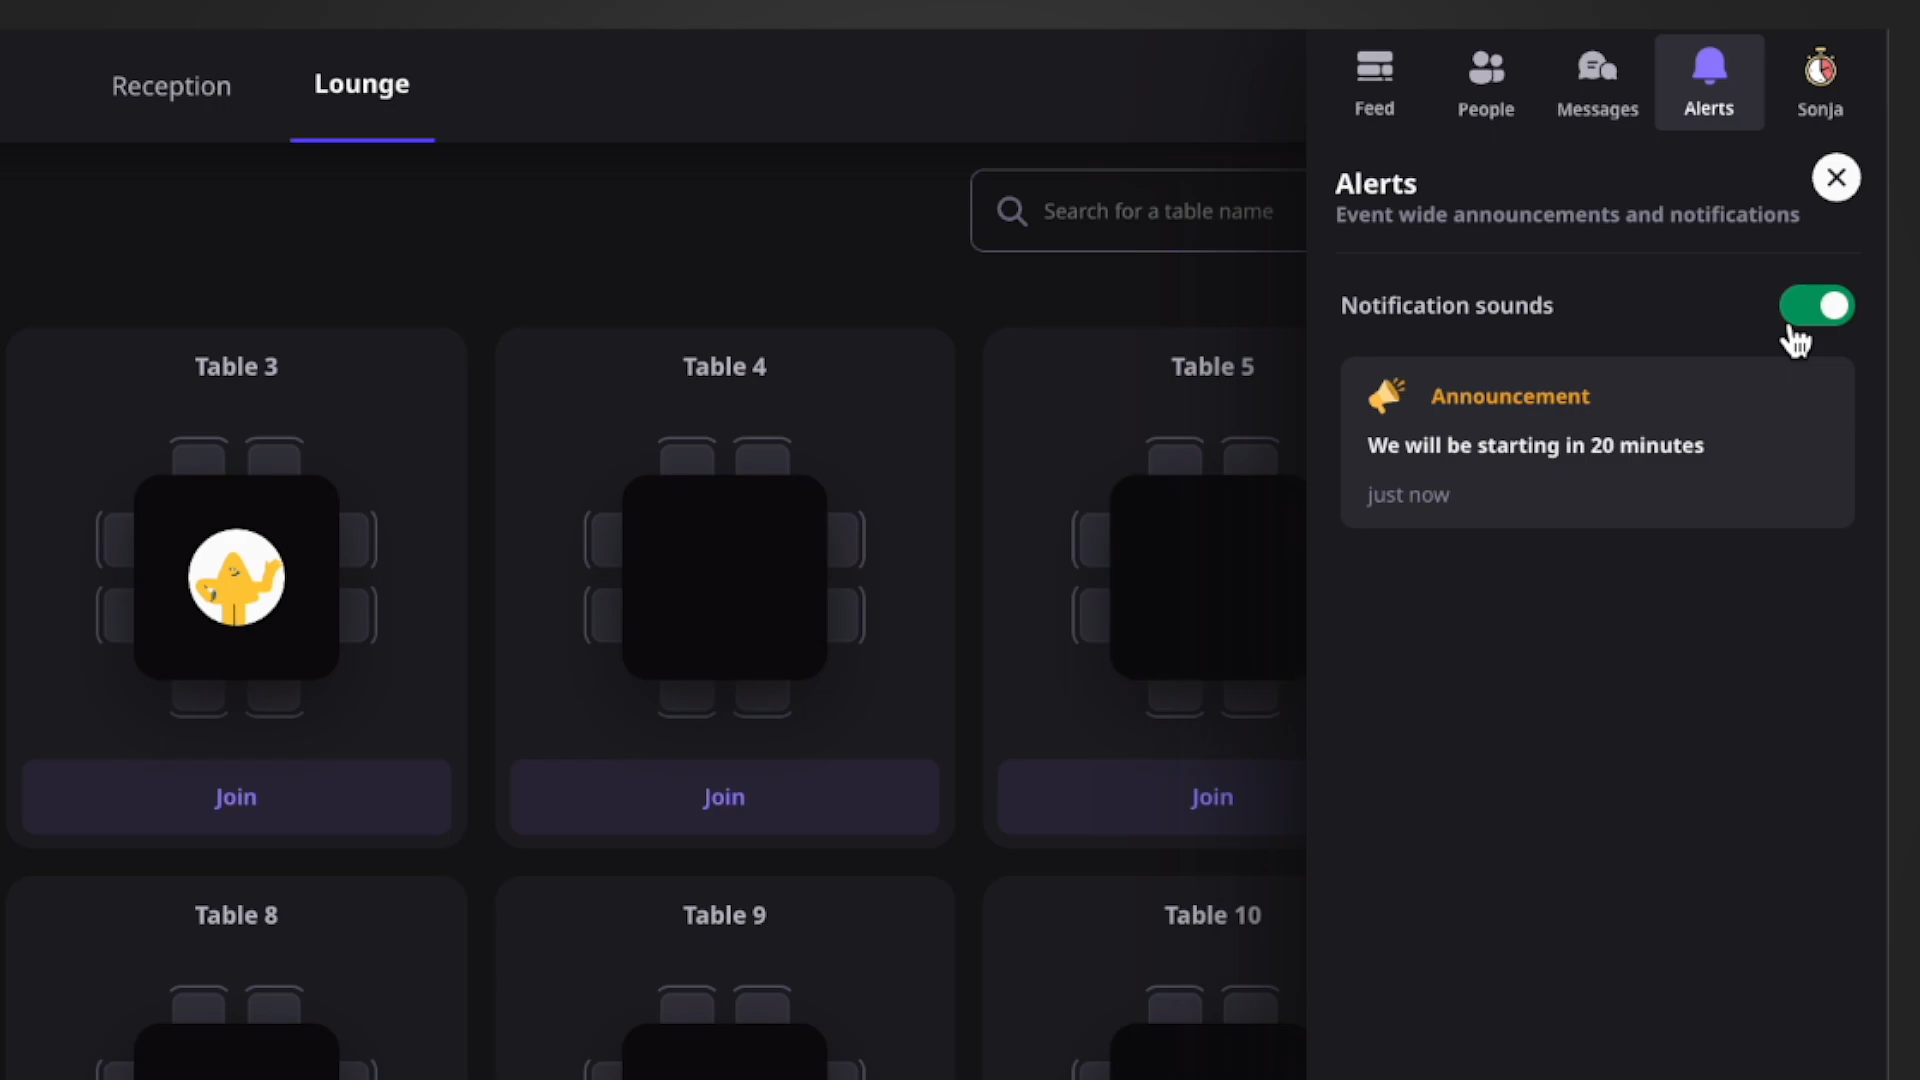 Reception
Lounge
Feed
People
Messages
Alerts
Sonja
Search for a table name
Alerts
Event wide announcements and notifications
Notification sounds
Announcement
We will be starting in 20 minutes
just now
Table 3
Table 4
Table 5
Join
Join
Join
Table 8
Table 9
Table 10